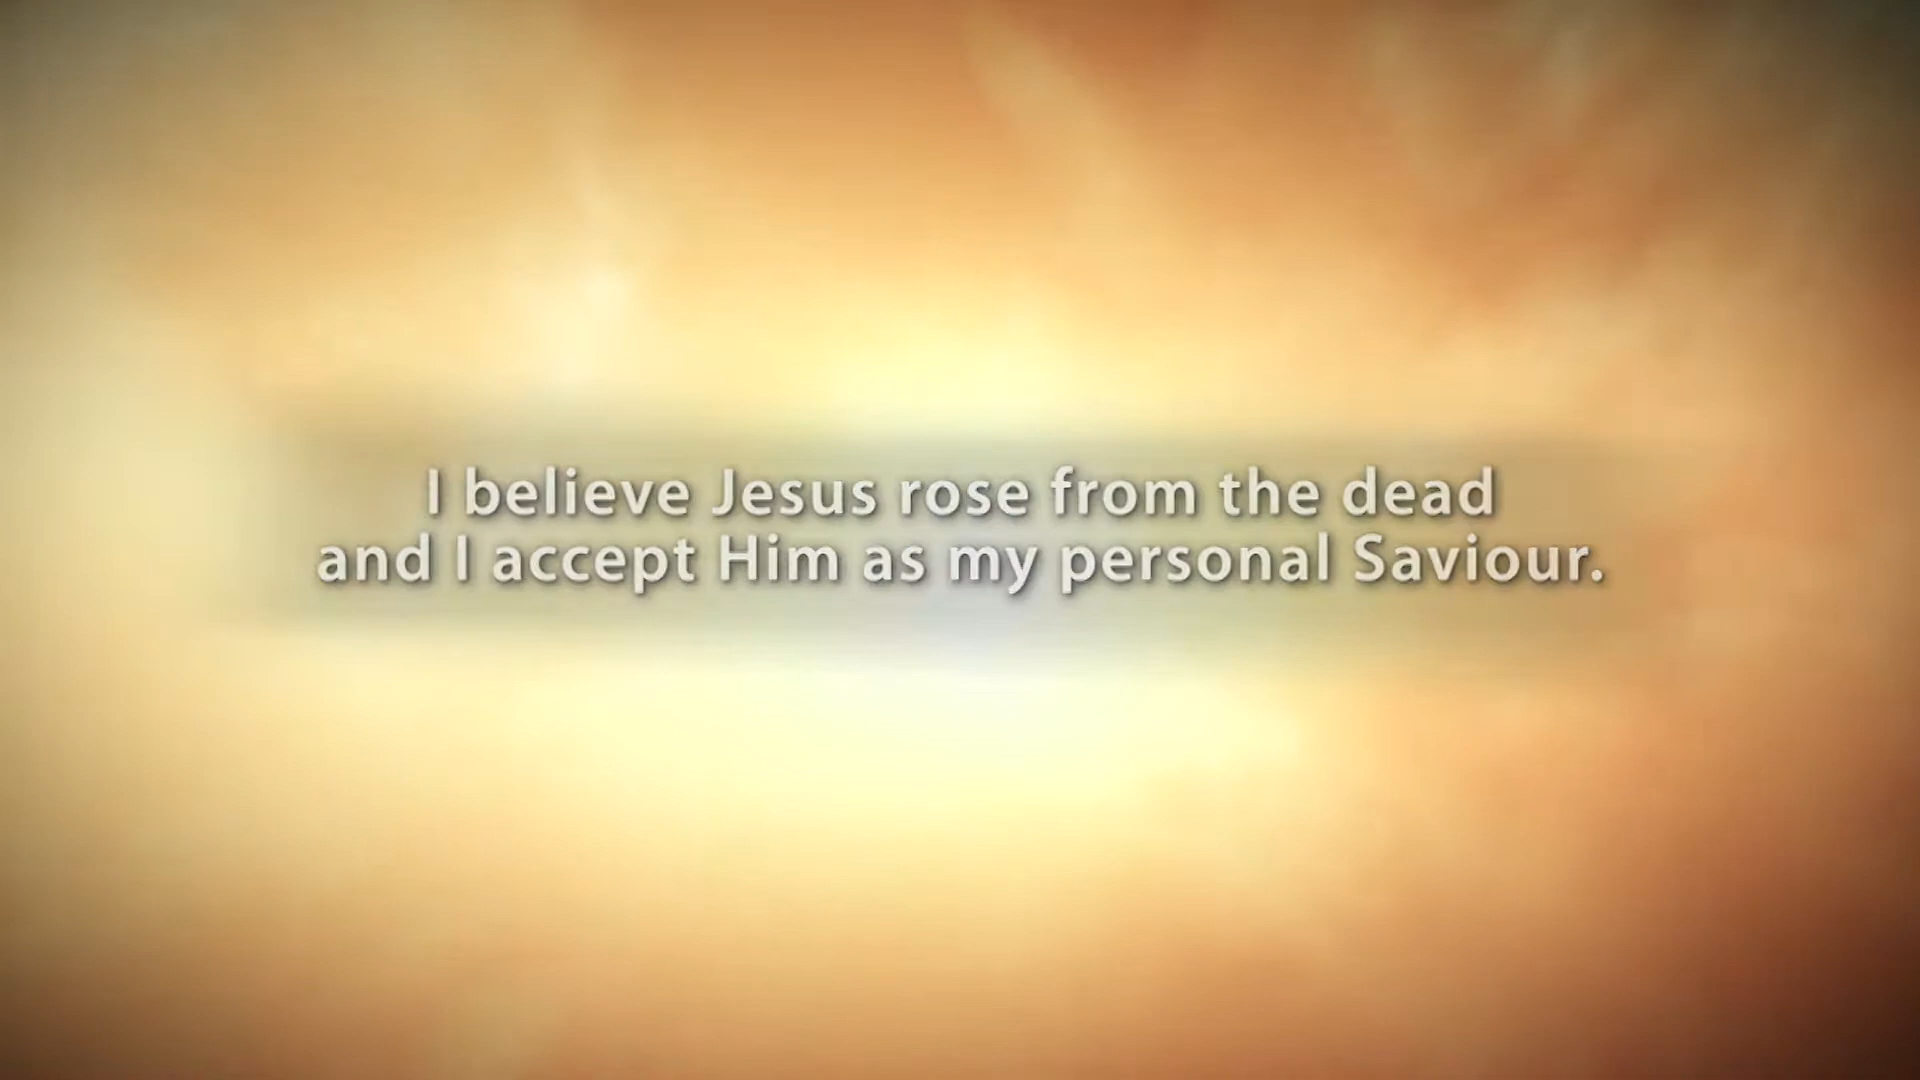 I believe Jesus rose from the dead
and I accept Him as my personal Saviour.